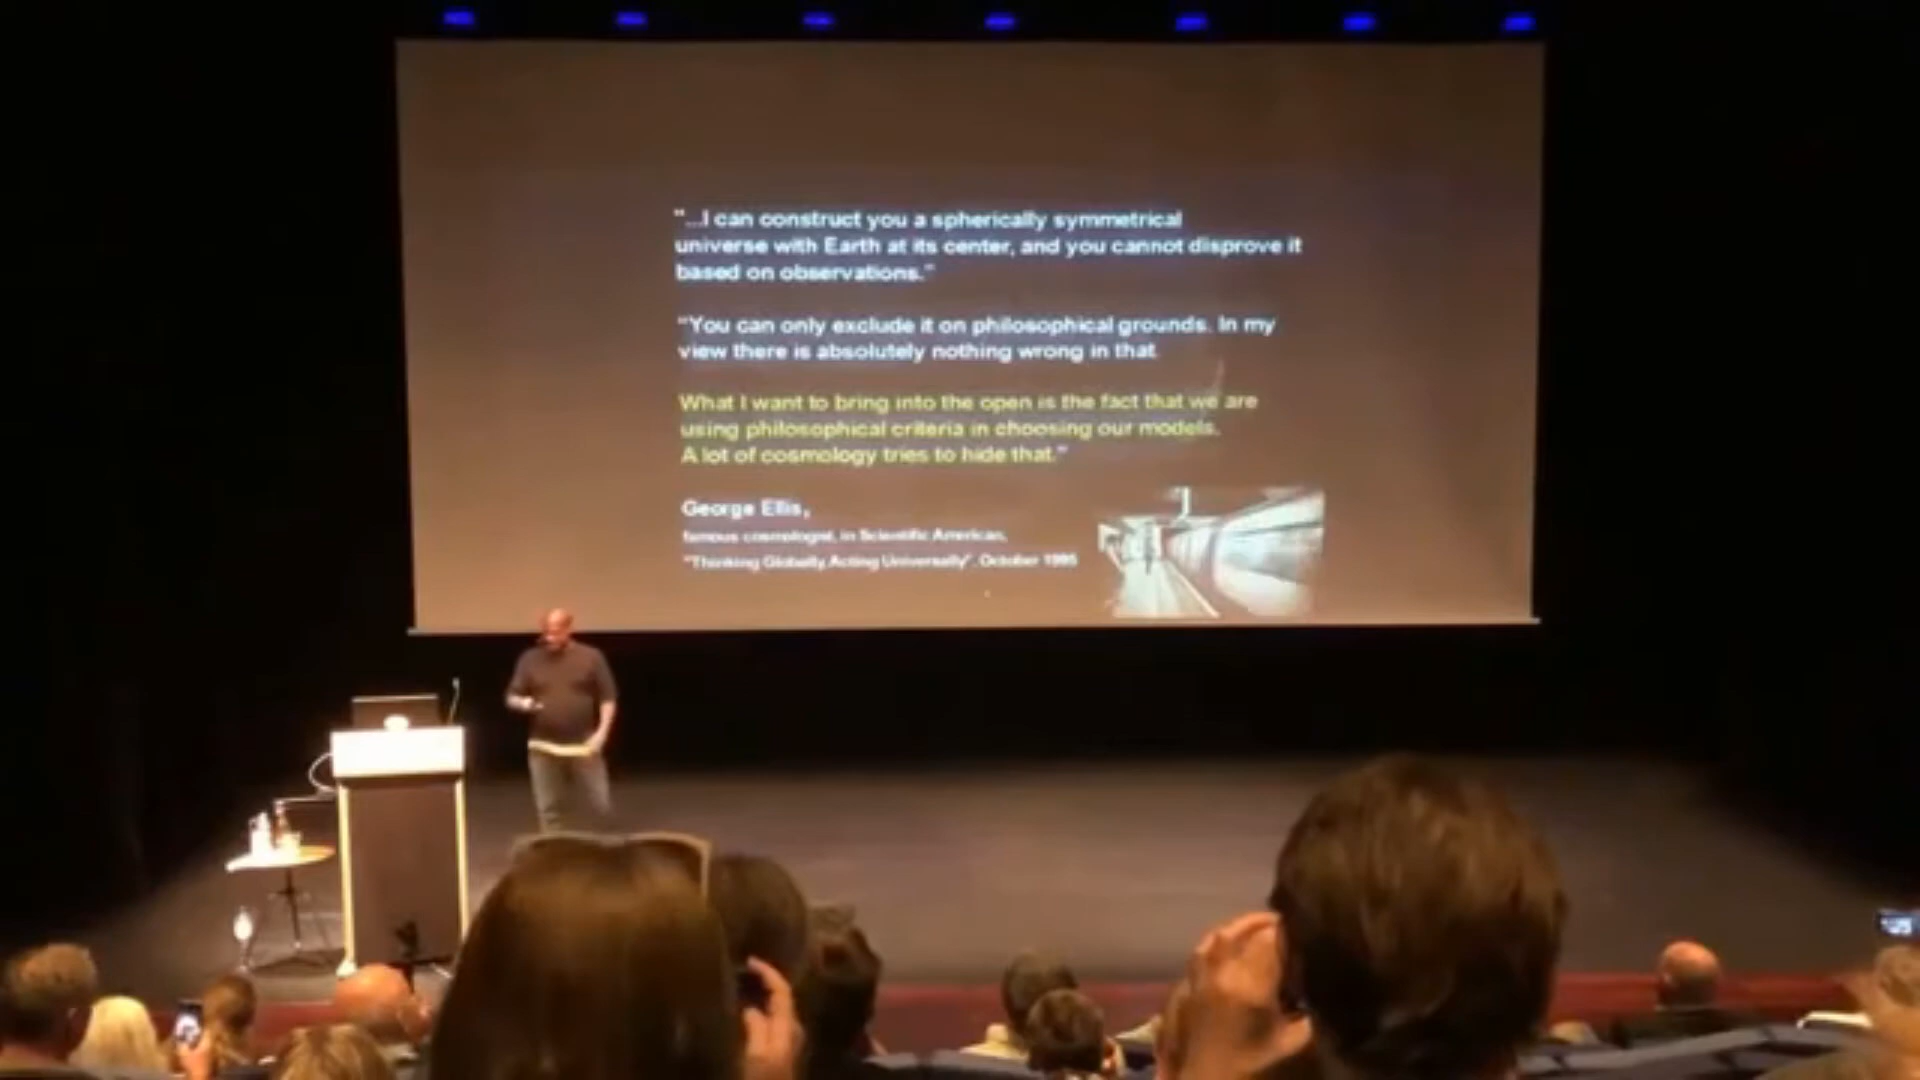 "...I can construct you a spherically symmetrical
universe with Earth at its center, and you cannot disprove it
based on observations."
"You can only exclude it on philosophical grounds. In my
view there is absolutely nothing wrong in that.
What I want to bring into the open is the fact that we are
using philosophical criteria in choosing our models.
A lot of cosmology tries to hide that."
George Ellis,
famous cosmologist, in Scientific American,
"Thinking Globally, Acting Universally", October 1995